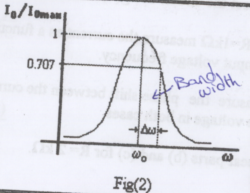 I₀/I₀max
1
0.707
Band
width
Δω
ω₀
ω
Fig(2)